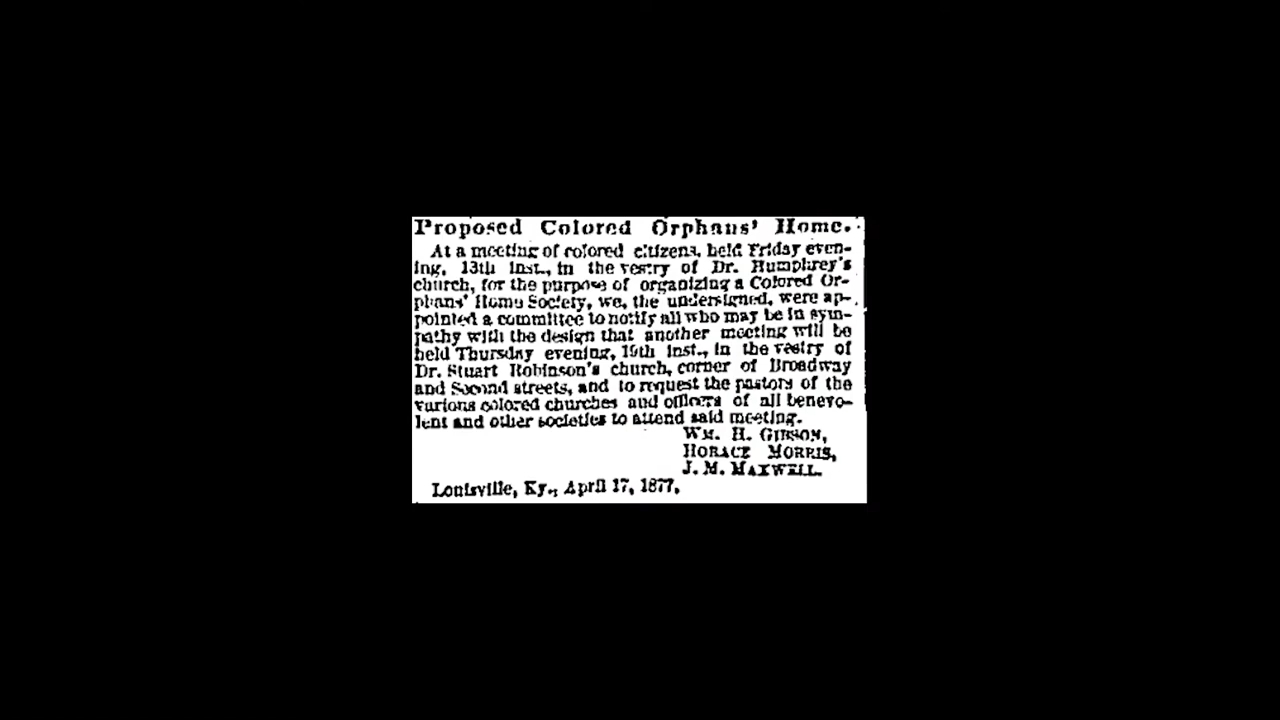 Proposed Colored Orphans' Home.
At a meeting of colored citizens, held Friday even-
ing, 13th inst., in the vestry of Dr. Humphrey's
church, for the purpose of organizing a Colored Or-
phans' Home Society, we, the undersigned, were ap-
pointed a committee to notify all who may be in sym-
pathy with the design that another meeting will be
held Thursday evening, 19th inst., in the vestry of
Dr. Stuart Robinson's church, corner of Broadway
and Second streets, and to request the pastors of the
various colored churches and officers of all benevo-
lent and other societies to attend said meeting.
WM. H. GIBSON,
HORACE MORRIS,
J. M. MAXWELL.
Louisville, Ky., April 17, 1877.